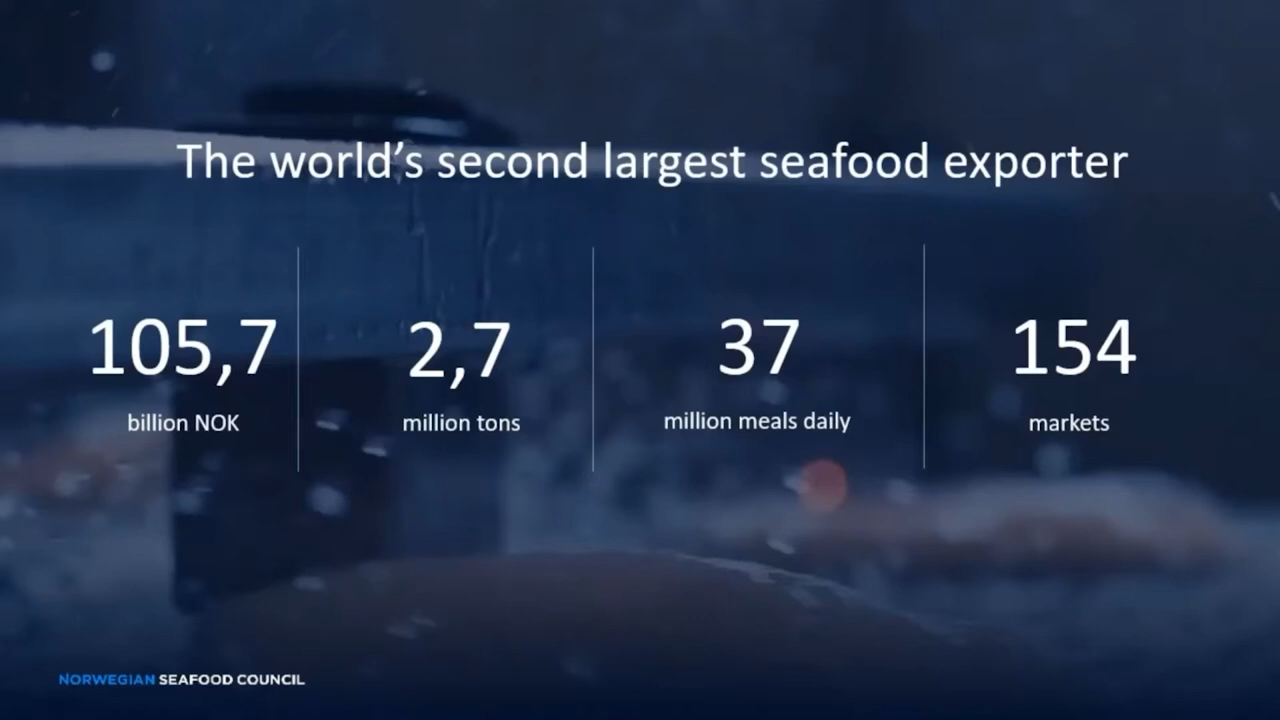 The world's second largest seafood exporter
105,7
billion NOK
2,7
million tons
37
million meals daily
154
markets
NORWEGIAN SEAFOOD COUNCIL